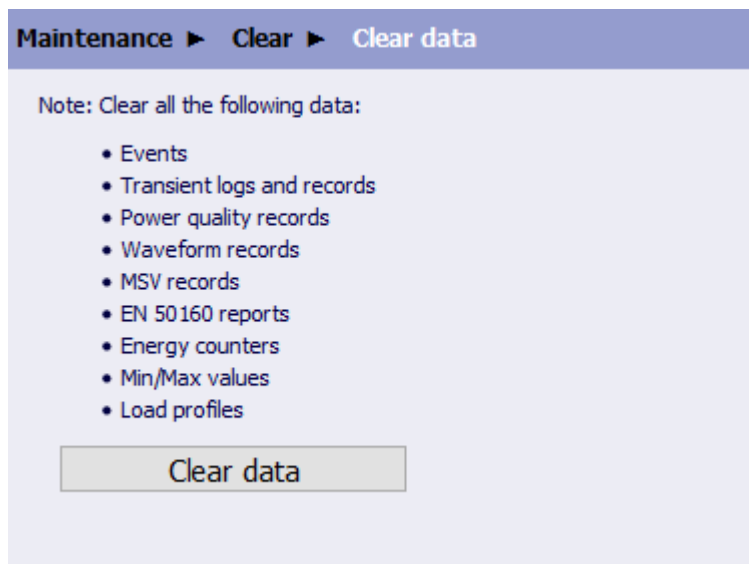 Maintenance ► Clear ► Clear data
Note: Clear all the following data:
• Events
• Transient logs and records
• Power quality records
• Waveform records
• MSV records
• EN 50160 reports
• Energy counters
• Min/Max values
• Load profiles
Clear data